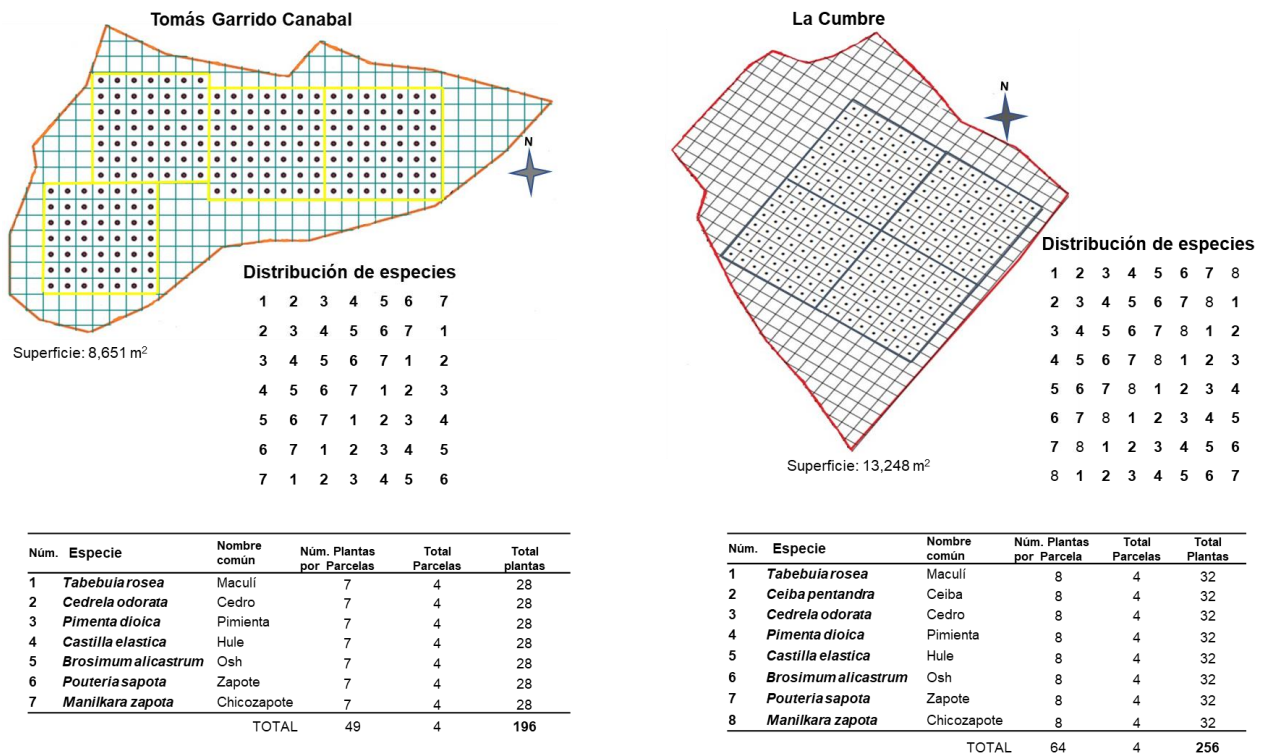 Tomás Garrido Canabal
N
Distribución de especies
1 2 3 4 5 6 7
2 3 4 5 6 7 1
3 4 5 6 7 1 2
4 5 6 7 1 2 3
5 6 7 1 2 3 4
6 7 1 2 3 4 5
7 1 2 3 4 5 6
Superficie: 8,651 m²
Núm. Especie Nombre común Núm. Plantas por Parcelas Total Parcelas Total plantas
1 Tabebuia rosea Maculí 7 4 28
2 Cedrela odorata Cedro 7 4 28
3 Pimenta dioica Pimienta 7 4 28
4 Castilla elastica Hule 7 4 28
5 Brosimum alicastrum Osh 7 4 28
6 Pouteria sapota Zapote 7 4 28
7 Manilkara zapota Chicozapote 7 4 28
TOTAL 49 4 196
La Cumbre
N
Distribución de especies
1 2 3 4 5 6 7 8
2 3 4 5 6 7 8 1
3 4 5 6 7 8 1 2
4 5 6 7 8 1 2 3
5 6 7 8 1 2 3 4
6 7 8 1 2 3 4 5
7 8 1 2 3 4 5 6
8 1 2 3 4 5 6 7
Superficie: 13,248 m²
Núm. Especie Nombre común Núm. Plantas por Parcela Total Parcelas Total Plantas
1 Tabebuia rosea Maculí 8 4 32
2 Ceiba pentandra Ceiba 8 4 32
3 Cedrela odorata Cedro 8 4 32
4 Pimenta dioica Pimienta 8 4 32
5 Castilla elastica Hule 8 4 32
6 Brosimum alicastrum Osh 8 4 32
7 Pouteria sapota Zapote 8 4 32
8 Manilkara zapota Chicozapote 8 4 32
TOTAL 64 4 256